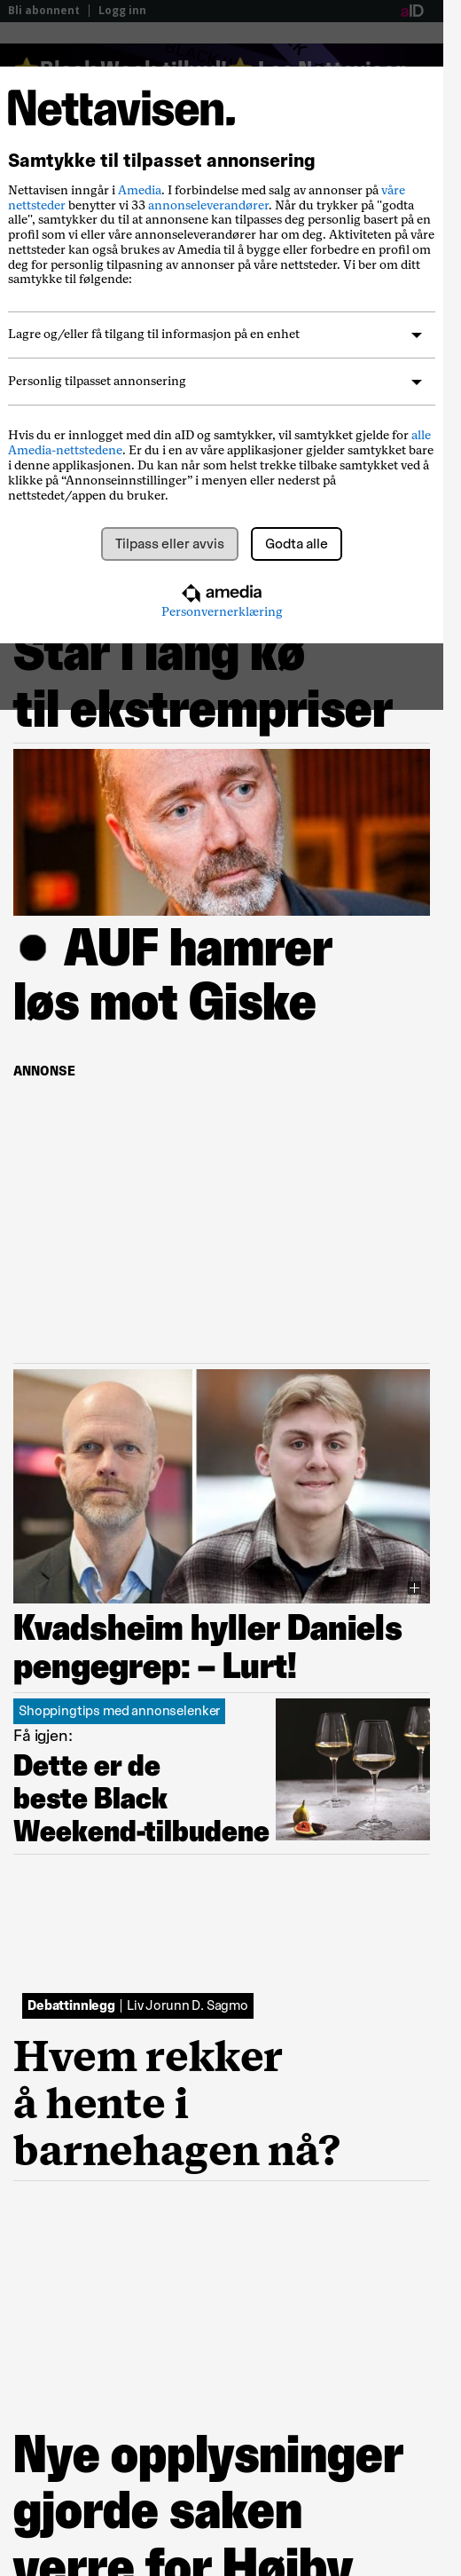 Bli abonnent | Logg inn
aID
Nettavisen.
Samtykke til tilpasset annonsering
Nettavisen inngår i Amedia. I forbindelse med salg av annonser på våre
nettsteder benytter vi 33 annonseleverandører. Når du trykker på "godta
alle", samtykker du til at annonsene kan tilpasses deg personlig basert på en
profil som vi eller våre annonseleverandører har om deg. Aktiviteten på våre
nettsteder kan også brukes av Amedia til å bygge eller forbedre en profil om
deg for personlig tilpasning av annonser på våre nettsteder. Vi ber om ditt
samtykke til følgende:
Lagre og/eller få tilgang til informasjon på en enhet
Personlig tilpasset annonsering
Hvis du er innlogget med din aID og samtykker, vil samtykket gjelde for alle
Amedia-nettstedene. Er du i en av våre applikasjoner gjelder samtykket bare
i denne applikasjonen. Du kan når som helst trekke tilbake samtykket ved å
klikke på “Annonseinnstillinger” i menyen eller nederst på
nettstedet/appen du bruker.
Tilpass eller avvis
Godta alle
amedia
Personvernerklæring
Står i lang kø
til ekstrempriser
AUF hamrer
løs mot Giske
ANNONSE
Kvadsheim hyller Daniels
pengegrep: – Lurt!
Shoppingtips med annonselenker
Få igjen:
Dette er de
beste Black
Weekend-tilbudene
Debattinnlegg | Liv Jorunn D. Sagmo
Hvem rekker
å hente i
barnehagen nå?
Nye opplysninger
gjorde saken
verre for Høiby